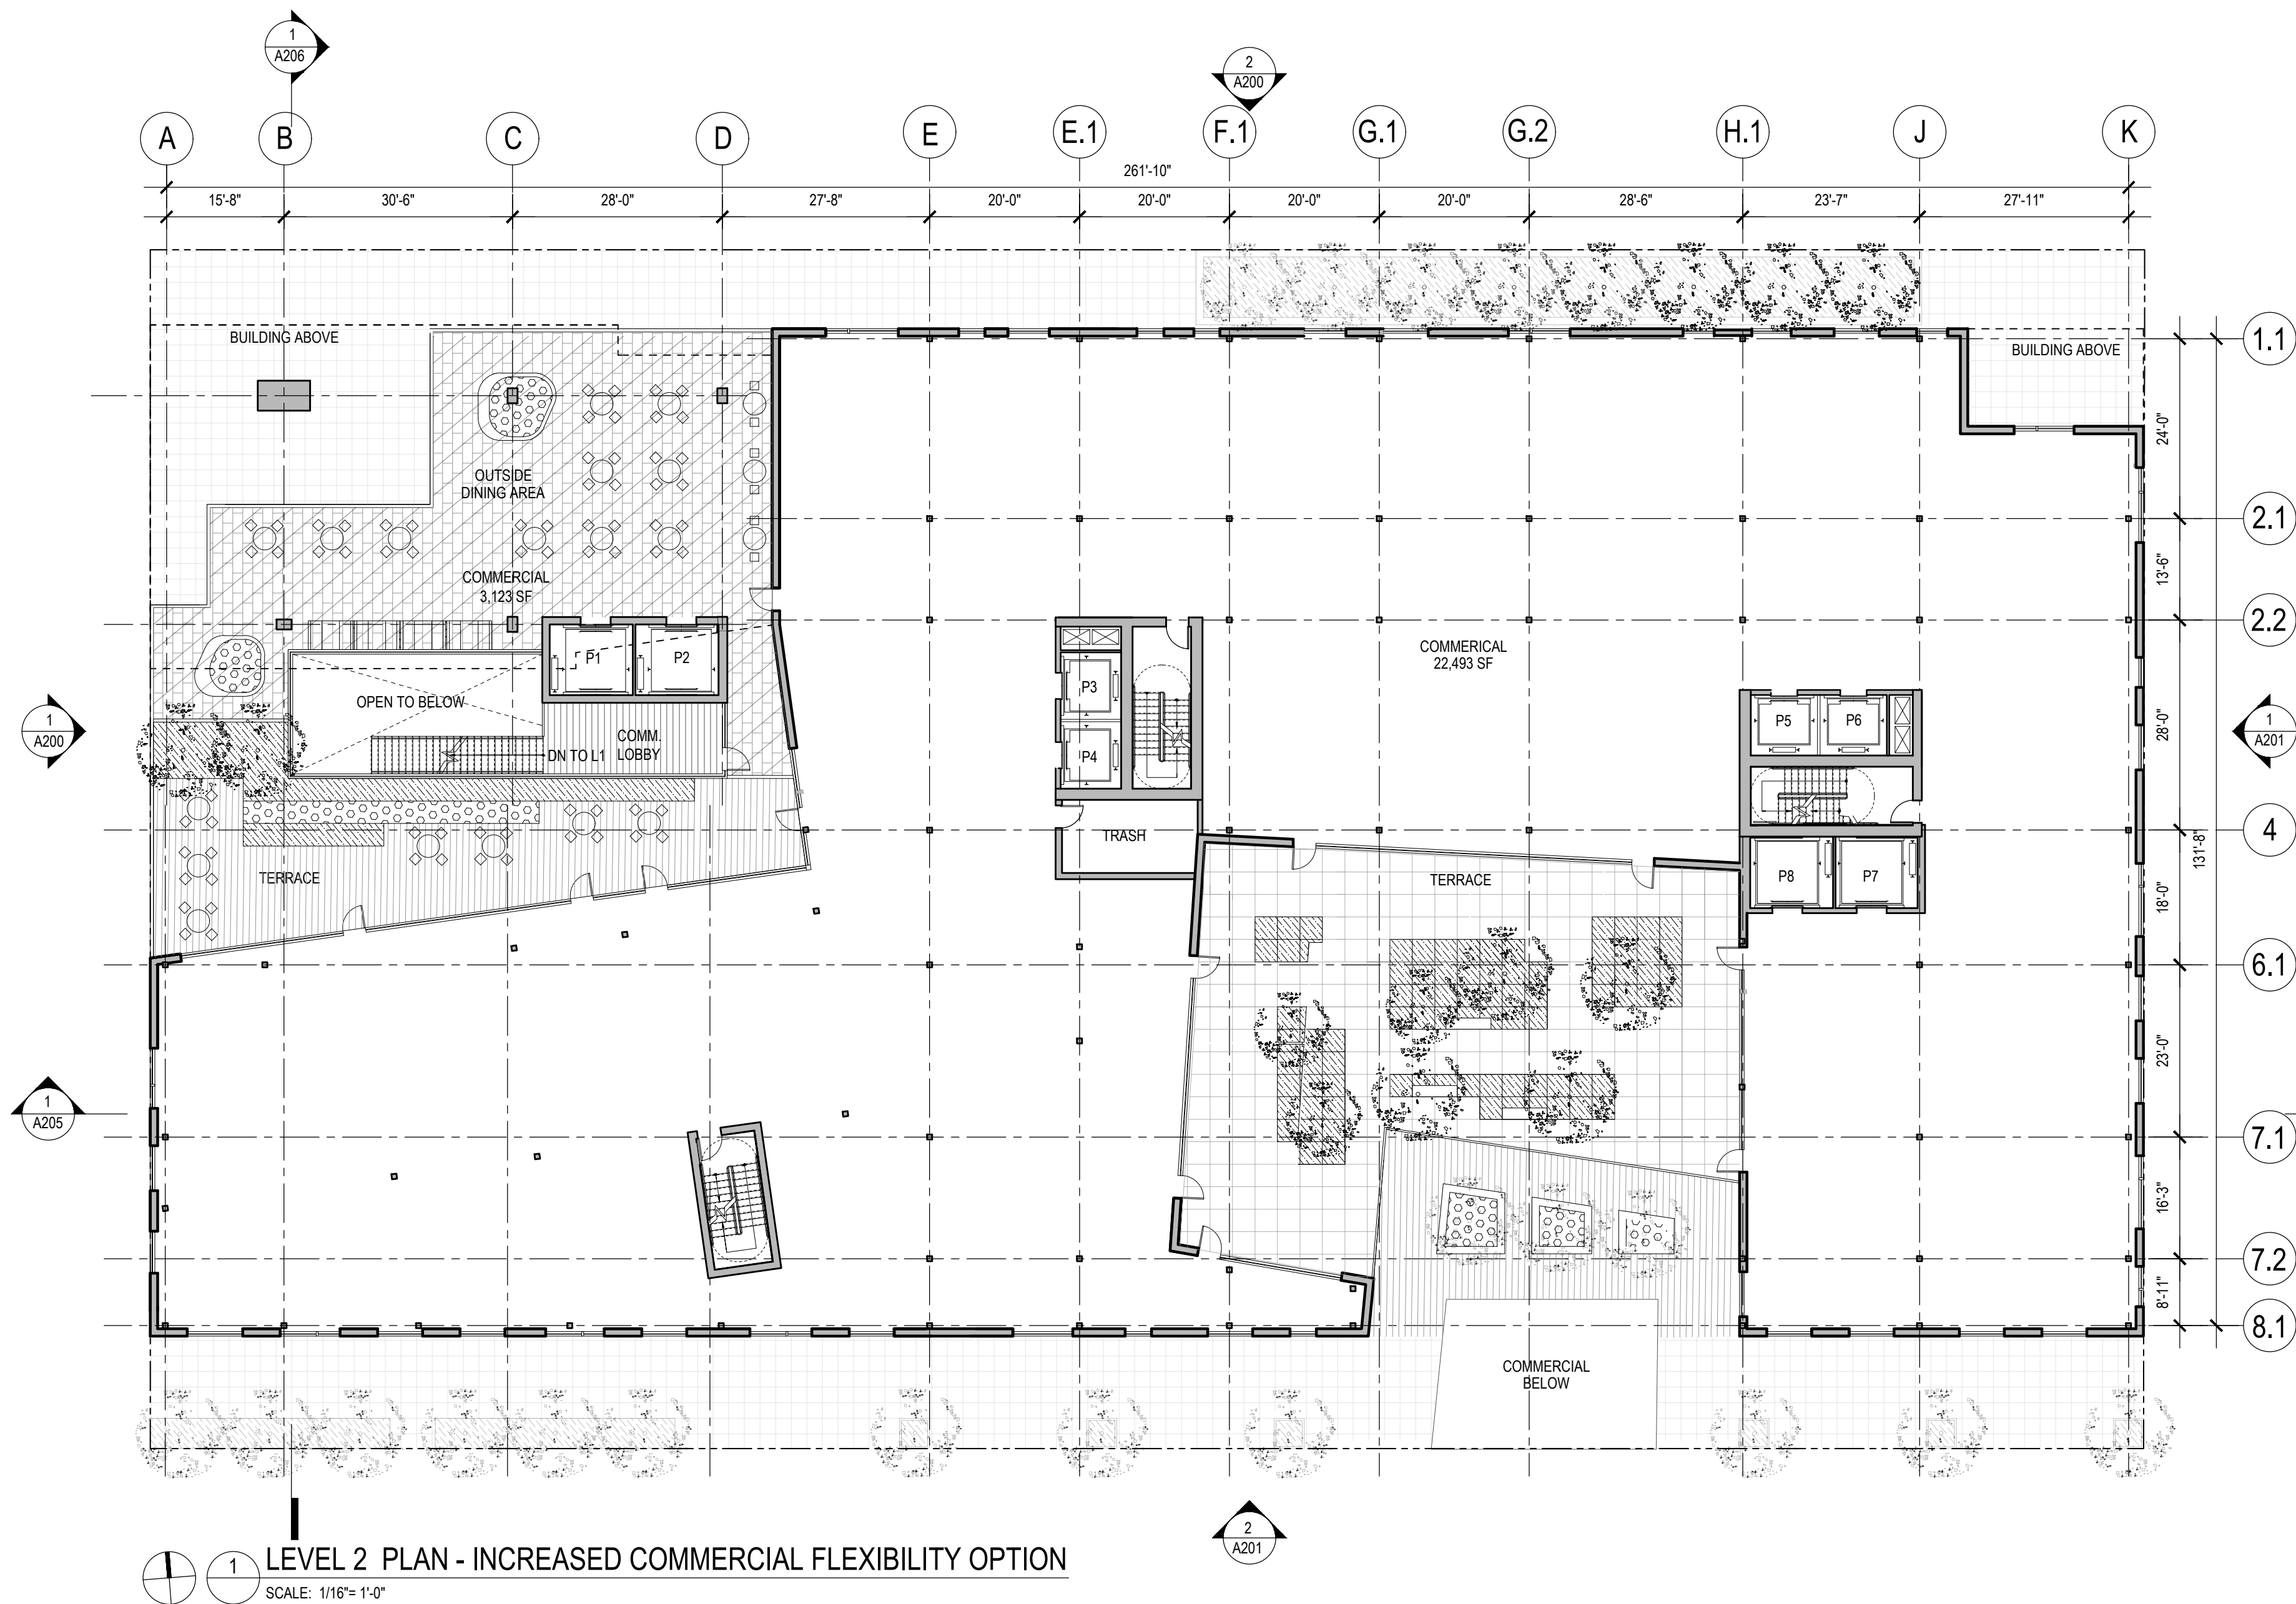 1
A206
2
A200
A
B
C
D
E
E.1
F.1
G.1
G.2
H.1
J
K
261'-10"
15'-8"
30'-6"
28'-0"
27'-8"
20'-0"
20'-0"
20'-0"
20'-0"
28'-6"
23'-7"
27'-11"
BUILDING ABOVE
BUILDING ABOVE
1.1
24'-0"
OUTSIDE
DINING AREA
2.1
13'-6"
COMMERCIAL
3,123 SF
2.2
COMMERICAL
22,493 SF
P1
P2
P3
P4
P5
P6
OPEN TO BELOW
COMM.
LOBBY
DN TO L1
1
A200
1
A201
28'-0"
4
131'-8"
TRASH
TERRACE
TERRACE
P8
P7
18'-0"
6.1
23'-0"
1
A205
7.1
16'-3"
7.2
8'-11"
8.1
COMMERCIAL
BELOW
2
A201
1
LEVEL 2 PLAN - INCREASED COMMERCIAL FLEXIBILITY OPTION
SCALE: 1/16"= 1'-0"